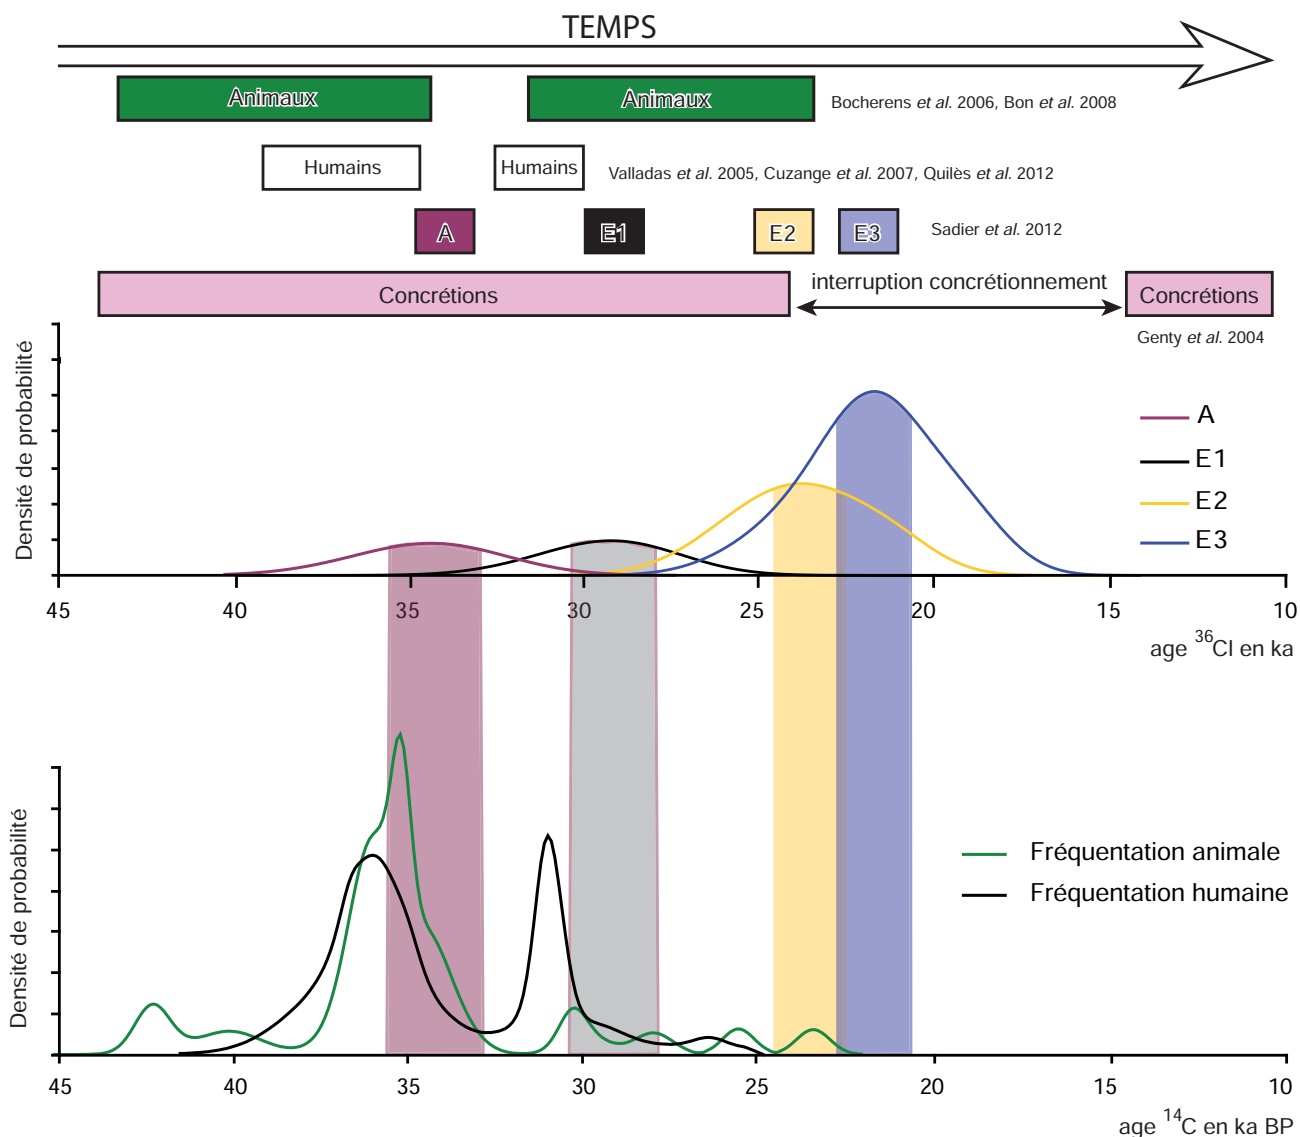 TEMPS
Animaux
Animaux
Bocherens et al. 2006, Bon et al. 2008
Humains
Humains
Valladas et al. 2005, Cuzange et al. 2007, Quilès et al. 2012
A
E1
E2
E3
Sadier et al. 2012
Concrétions
interruption concrétionnement
Concrétions
Genty et al. 2004
Densité de probabilité
A
E1
E2
E3
45 40 35 30 25 20 15 10
age 36Cl en ka
Densité de probabilité
Fréquentation animale
Fréquentation humaine
45 40 35 30 25 20 15 10
age 14C en ka BP